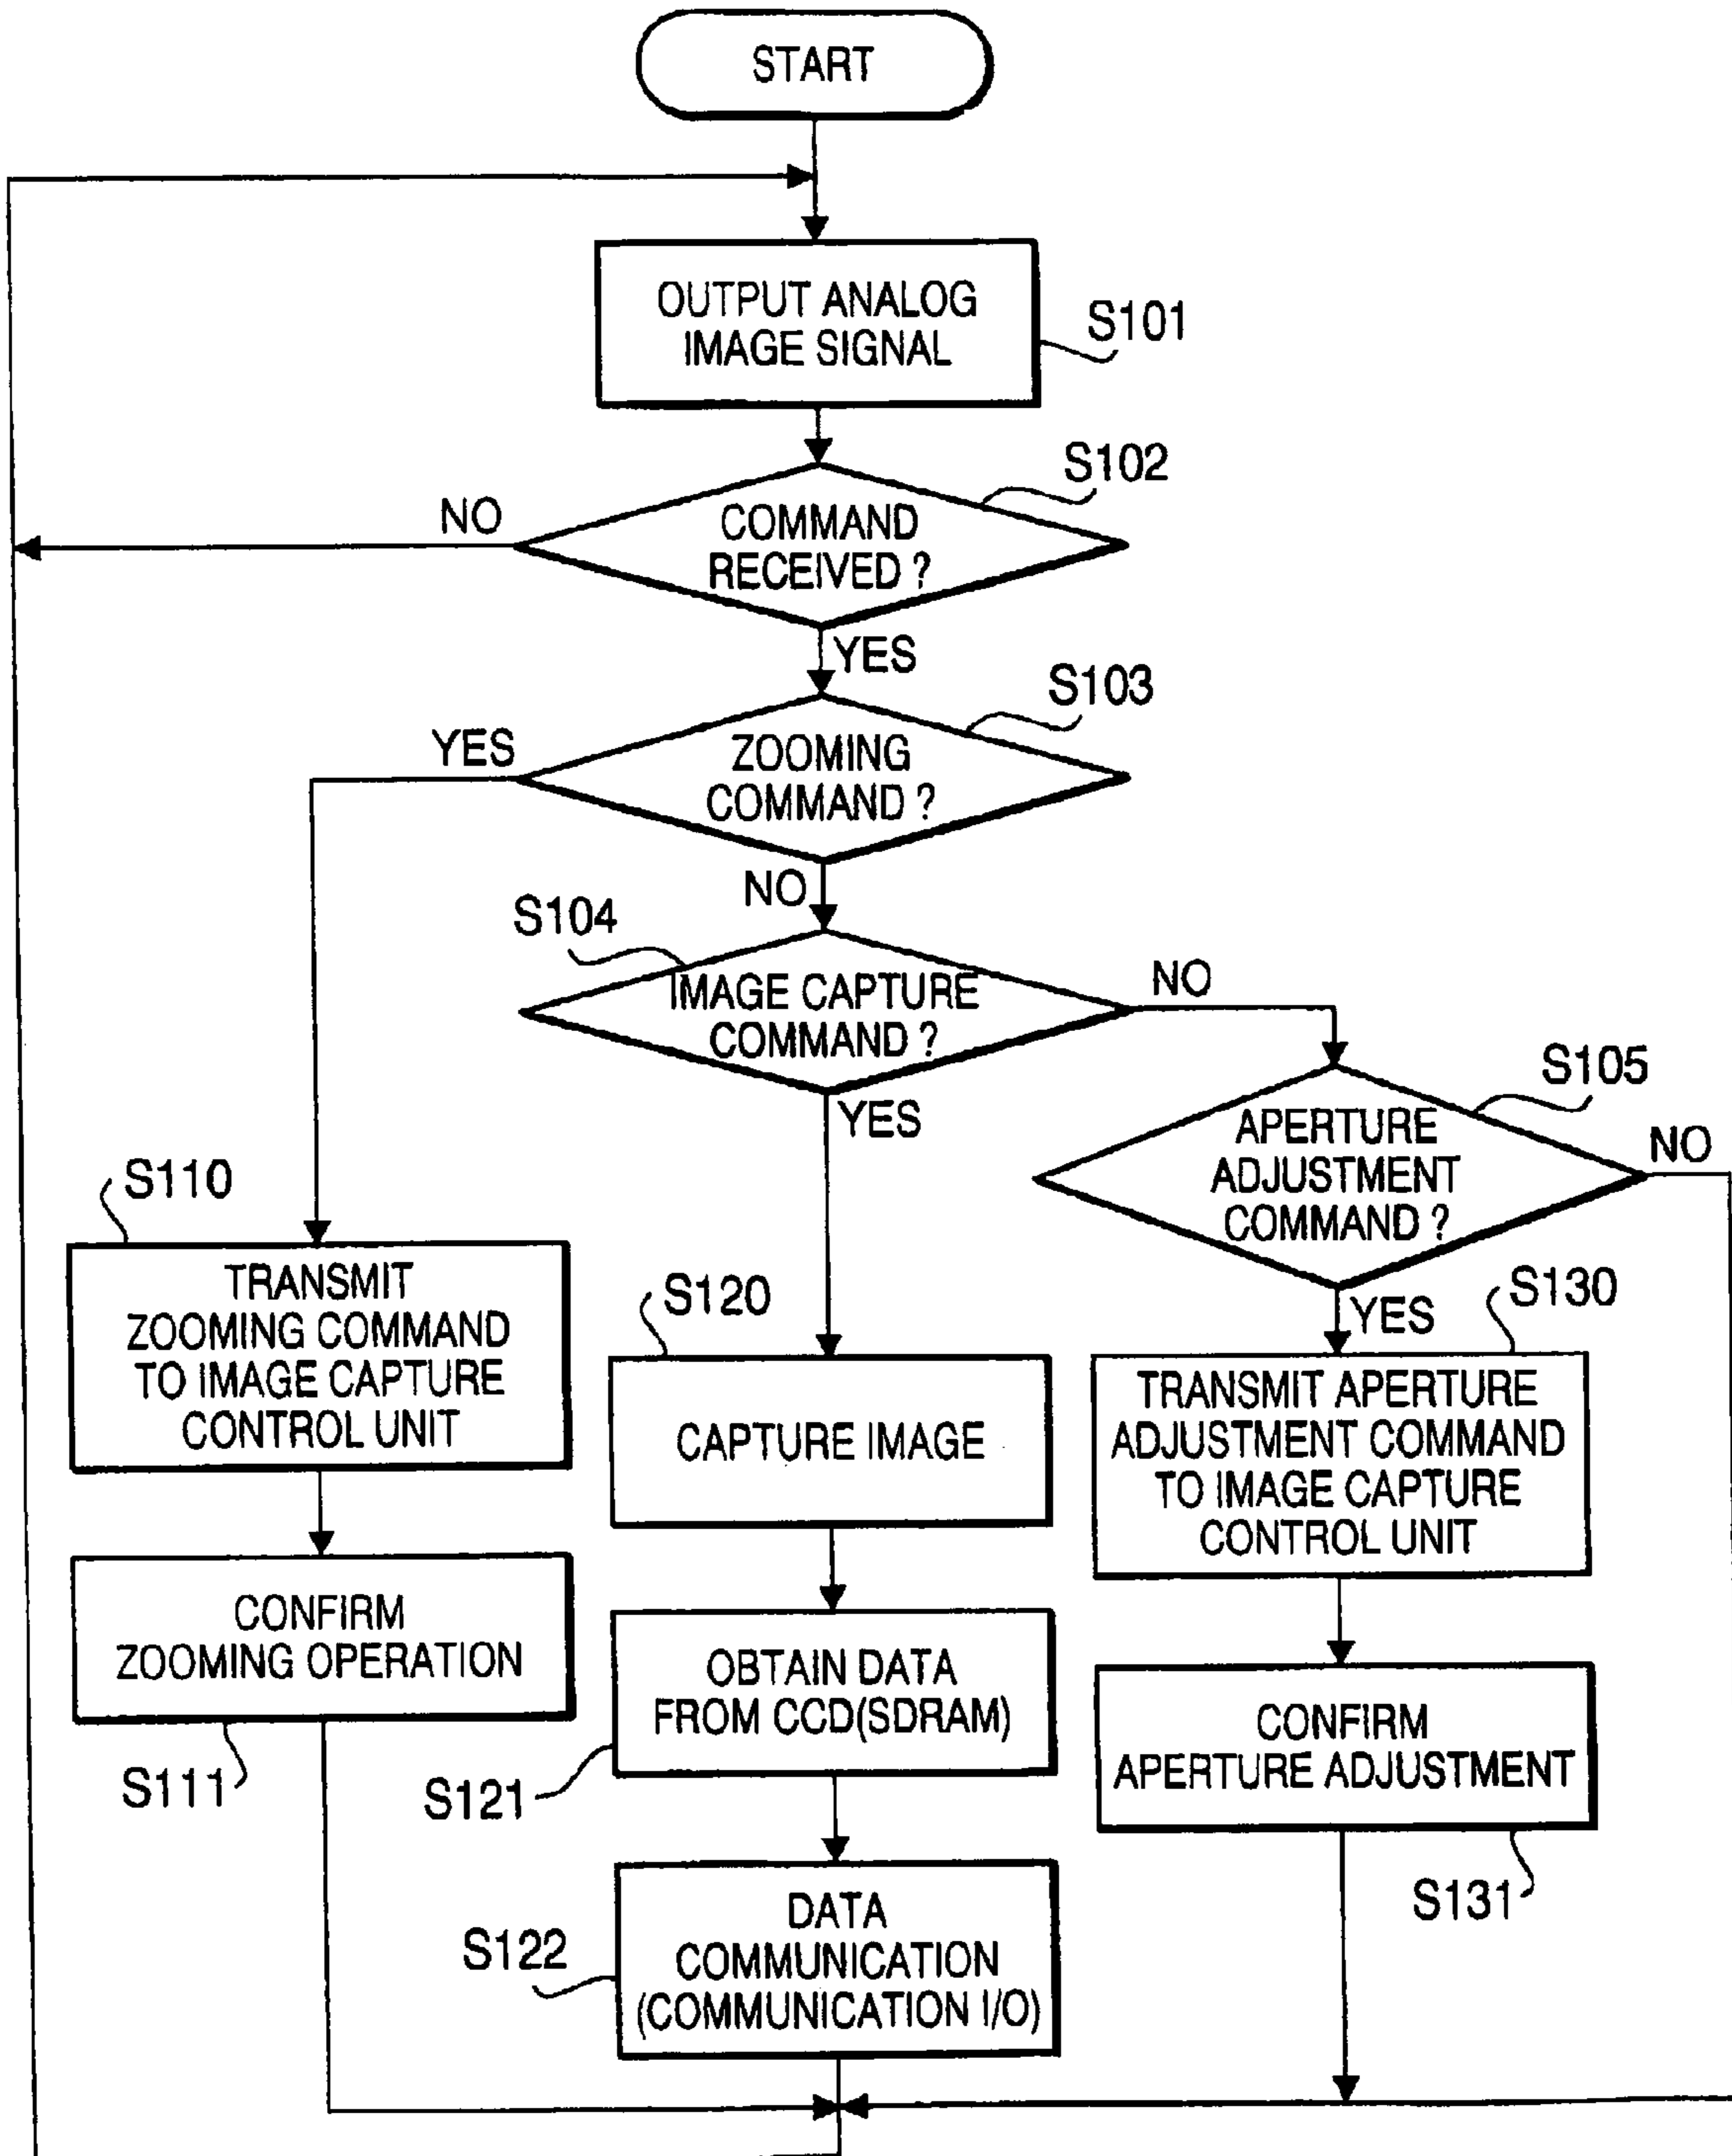 START
OUTPUT ANALOG
IMAGE SIGNAL
S101
S102
NO
COMMAND
RECEIVED ?
YES
S103
YES
ZOOMING
COMMAND ?
NO
S104
NO
IMAGE CAPTURE
COMMAND ?
YES
S105
APERTURE
ADJUSTMENT
COMMAND ?
NO
YES
S110
TRANSMIT
ZOOMING COMMAND
TO IMAGE CAPTURE
CONTROL UNIT
S120
CAPTURE IMAGE
S130
TRANSMIT APERTURE
ADJUSTMENT COMMAND
TO IMAGE CAPTURE
CONTROL UNIT
CONFIRM
ZOOMING OPERATION
S111
OBTAIN DATA
FROM CCD(SDRAM)
S121
CONFIRM
APERTURE ADJUSTMENT
S131
DATA
COMMUNICATION
(COMMUNICATION I/O)
S122